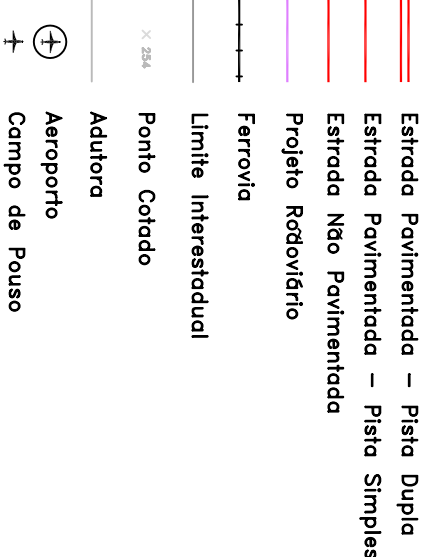 Estrada Pavimentada - Pista Dupla
Estrada Pavimentada - Pista Simples
Estrada Não Pavimentada
Projeto Rodoviário
Ferrovia
Limite Interestadual
× 254 Ponto Cotado
Adutora
Aeroporto
Campo de Pouso